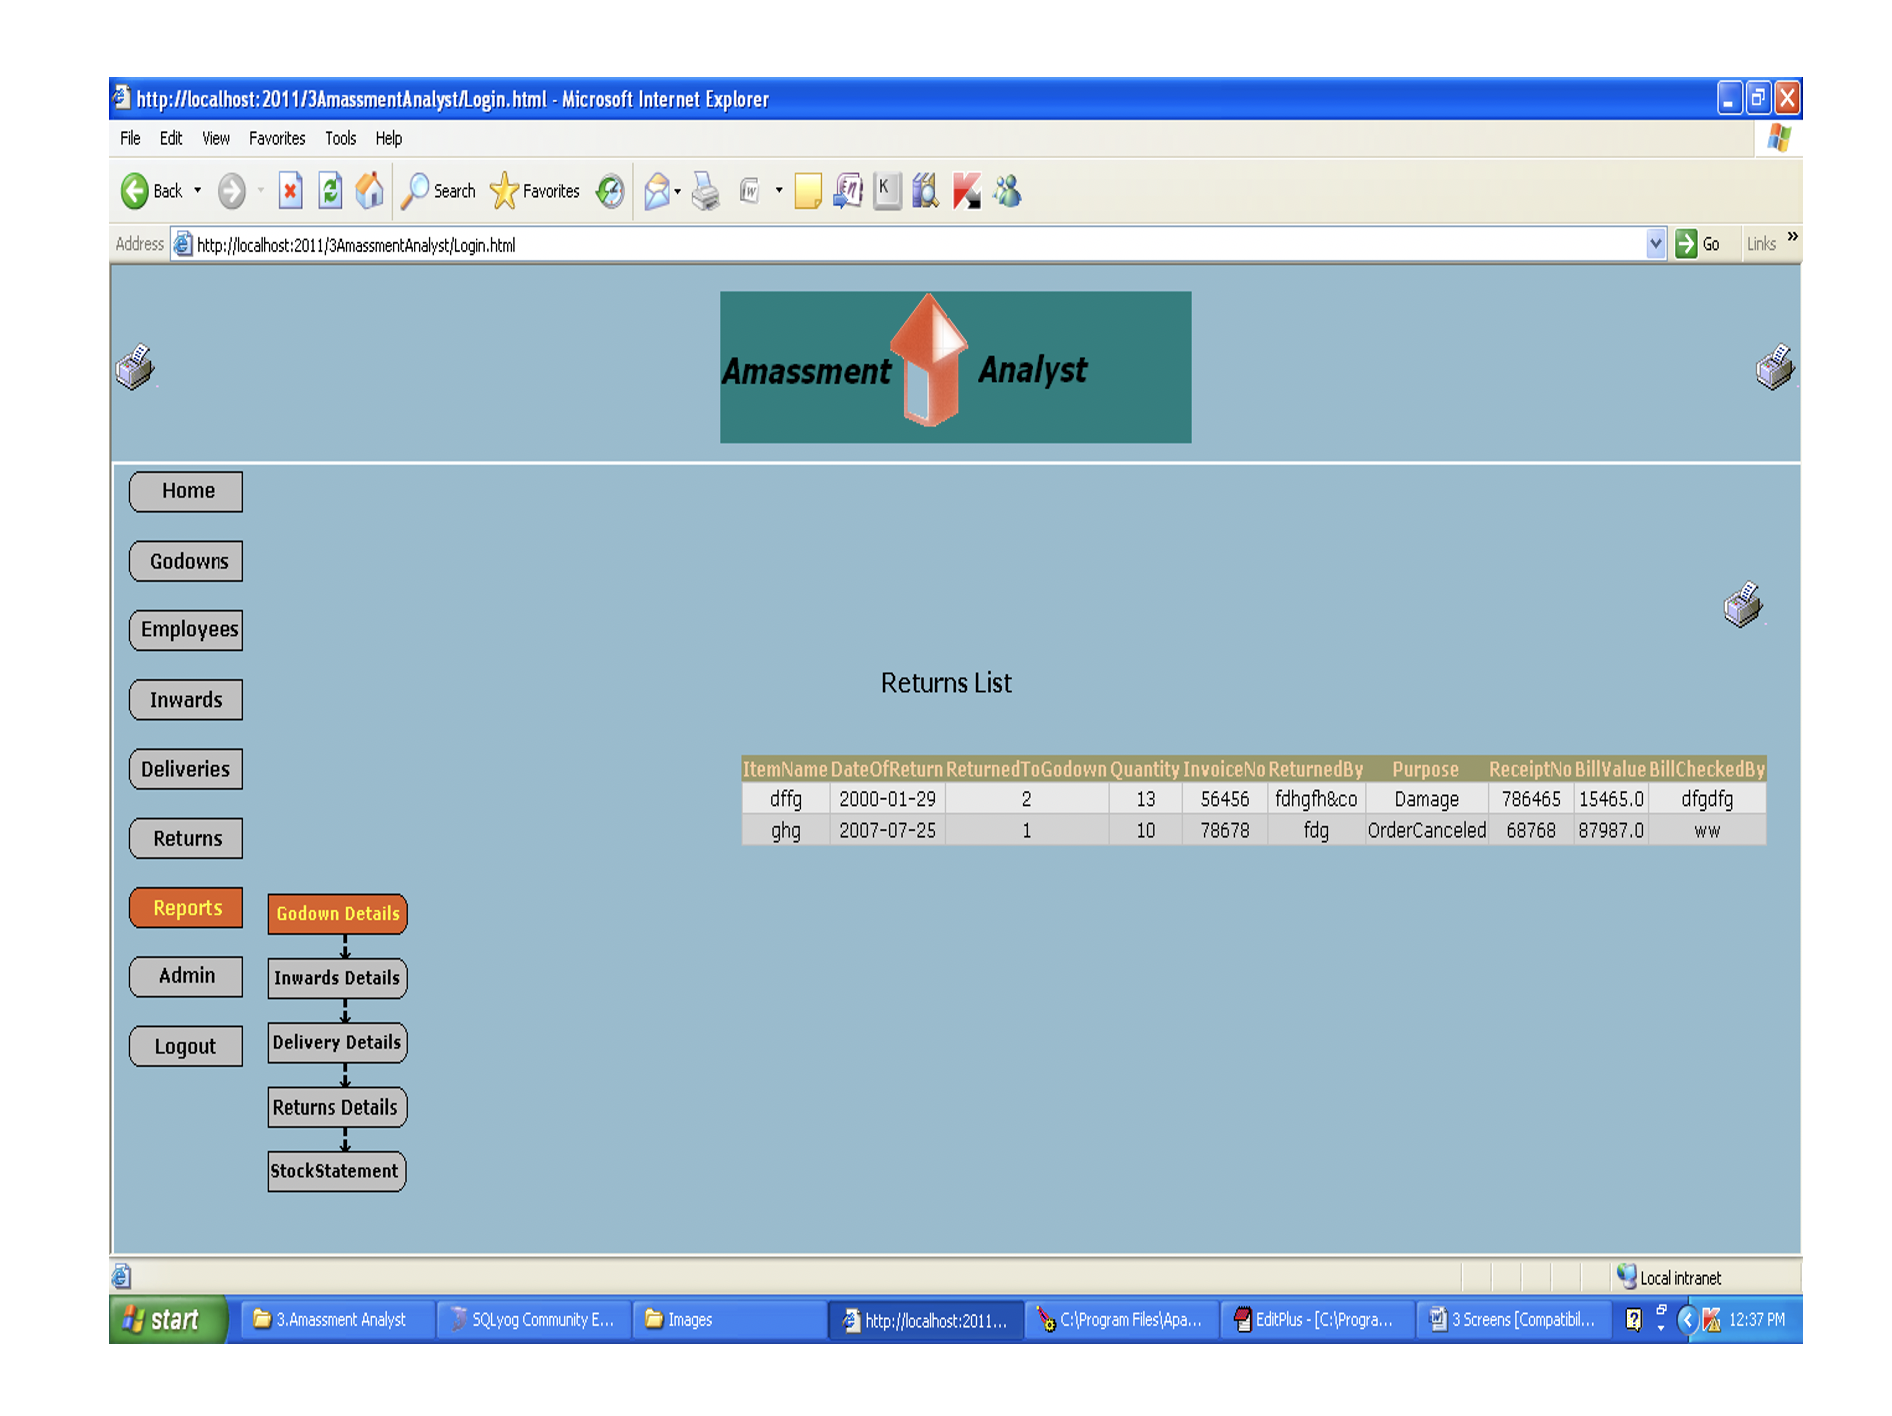 http://localhost:2011/3AmassmentAnalyst/Login.html - Microsoft Internet Explorer
File Edit View Favorites Tools Help
Back Search Favorites
Address http://localhost:2011/3AmassmentAnalyst/Login.html Go Links »
Amassment Analyst
Home
Godowns
Employees
Inwards
Deliveries
Returns
Reports
Admin
Logout
Godown Details
Inwards Details
Delivery Details
Returns Details
StockStatement
Returns List
ItemName DateOfReturn ReturnedToGodown Quantity InvoiceNo ReturnedBy Purpose ReceiptNo BillValue BillCheckedBy
dffg 2000-01-29 2 13 56456 fdhgfh&co Damage 786465 15465.0 dfgdfg
ghg 2007-07-25 1 10 78678 fdg OrderCanceled 68768 87987.0 ww
Local intranet
start 3.Amassment Analyst SQLyog Community E... Images http://localhost:2011... C:\Program Files\Apa... EditPlus - [C:\Progra... 3 Screens [Compatibil... 12:37 PM